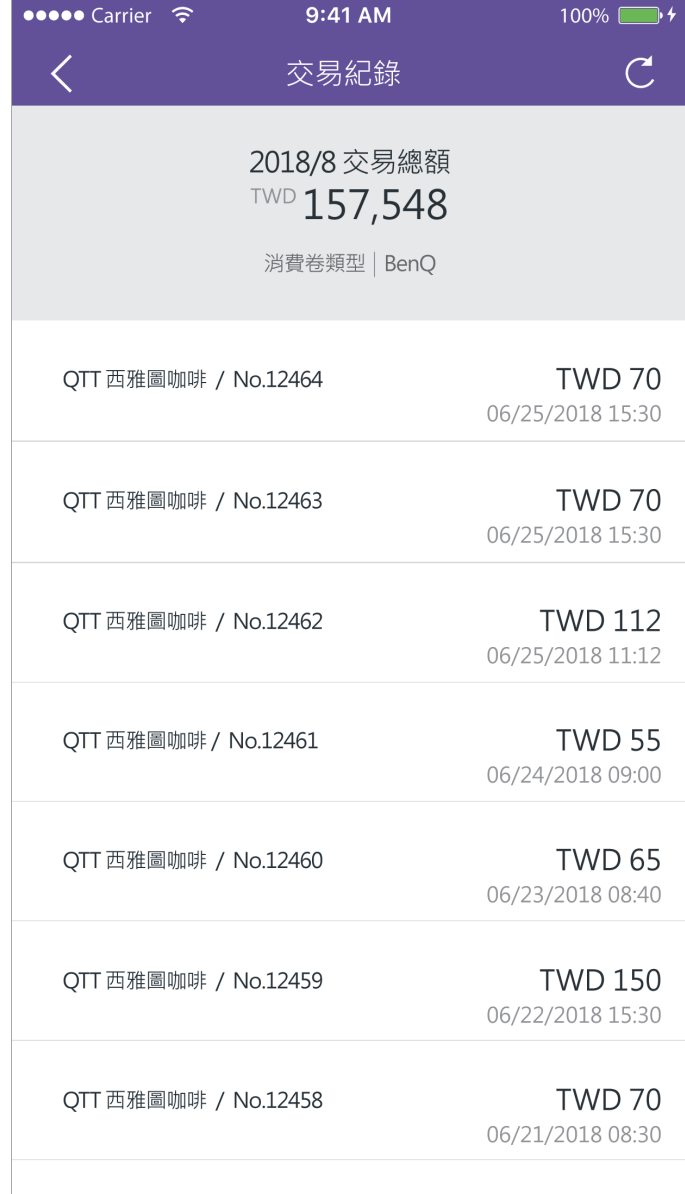 Carrier 9:41 AM 100%
交易紀錄
2018/8 交易總額
TWD 157,548
消費卷類型 | BenQ
QTT 西雅圖咖啡 / No.12464 TWD 70
06/25/2018 15:30
QTT 西雅圖咖啡 / No.12463 TWD 70
06/25/2018 15:30
QTT 西雅圖咖啡 / No.12462 TWD 112
06/25/2018 11:12
QTT 西雅圖咖啡 / No.12461 TWD 55
06/24/2018 09:00
QTT 西雅圖咖啡 / No.12460 TWD 65
06/23/2018 08:40
QTT 西雅圖咖啡 / No.12459 TWD 150
06/22/2018 15:30
QTT 西雅圖咖啡 / No.12458 TWD 70
06/21/2018 08:30